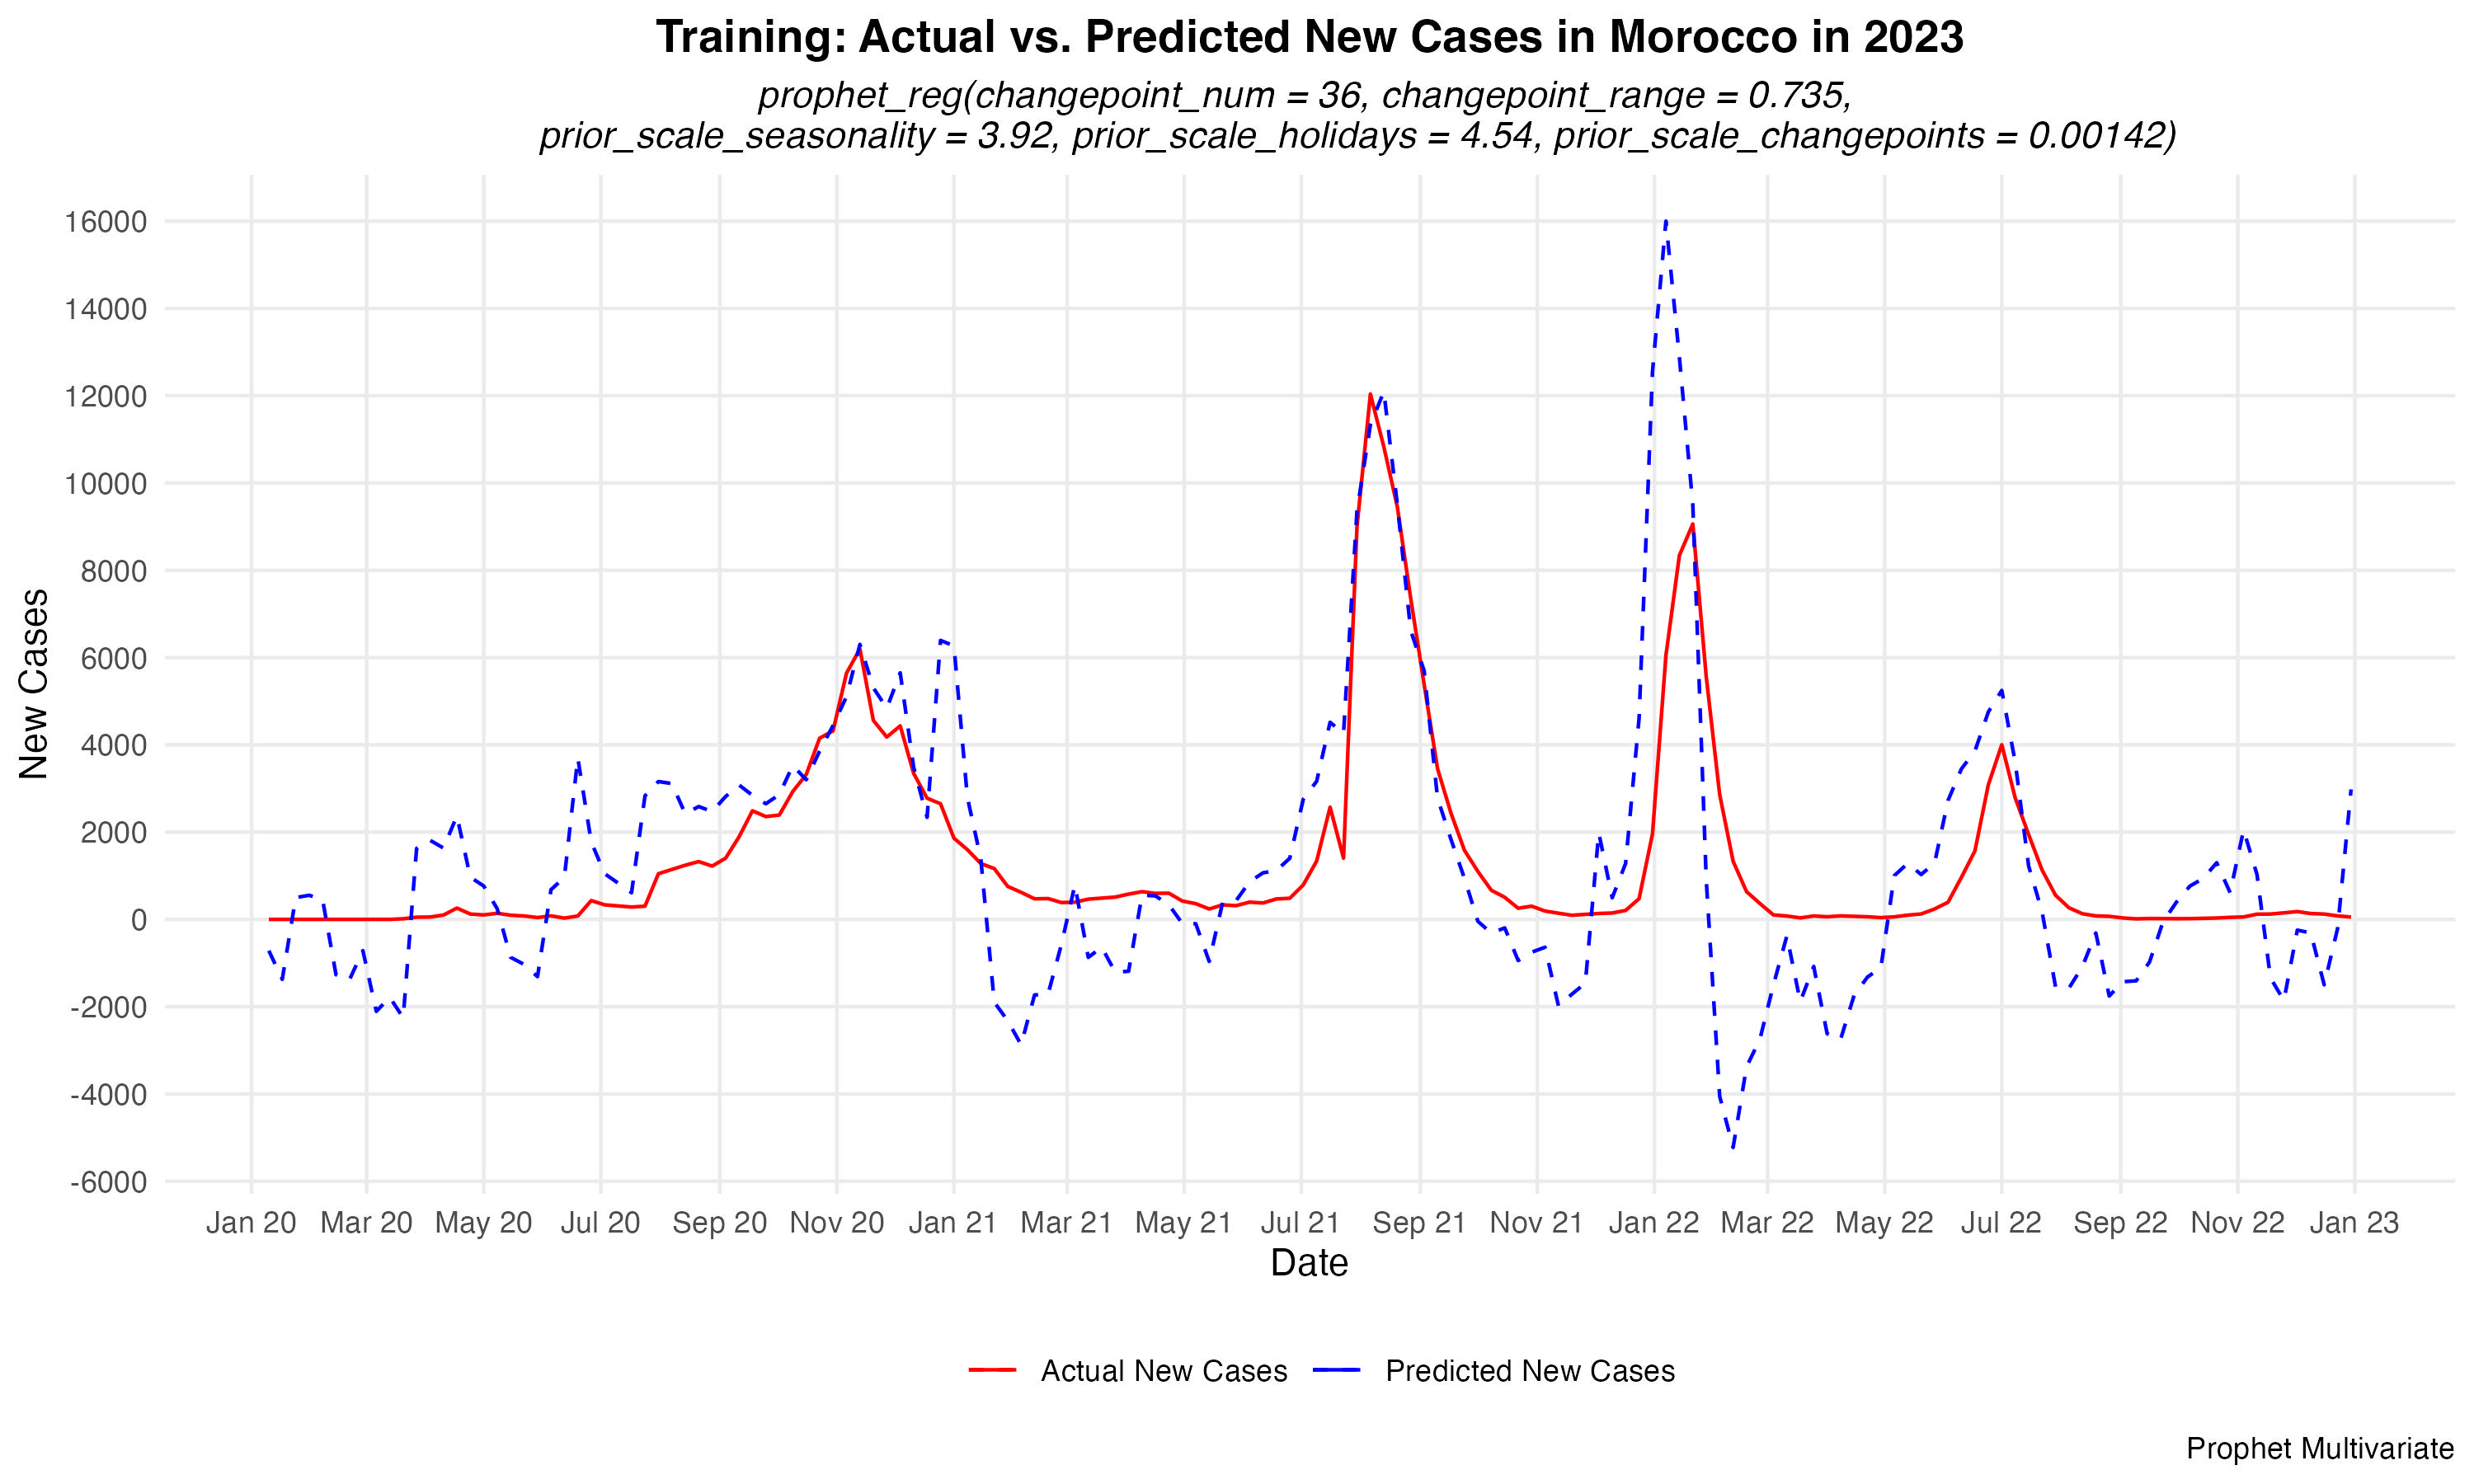 Training: Actual vs. Predicted New Cases in Morocco in 2023
prophet_reg(changepoint_num = 36, changepoint_range = 0.735,
prior_scale_seasonality = 3.92, prior_scale_holidays = 4.54, prior_scale_changepoints = 0.00142)
16000
14000
12000
10000
8000
6000
4000
2000
0
-2000
-4000
-6000
New Cases
Jan 20 Mar 20 May 20 Jul 20 Sep 20 Nov 20 Jan 21 Mar 21 May 21 Jul 21 Sep 21 Nov 21 Jan 22 Mar 22 May 22 Jul 22 Sep 22 Nov 22 Jan 23
Date
Actual New Cases Predicted New Cases
Prophet Multivariate